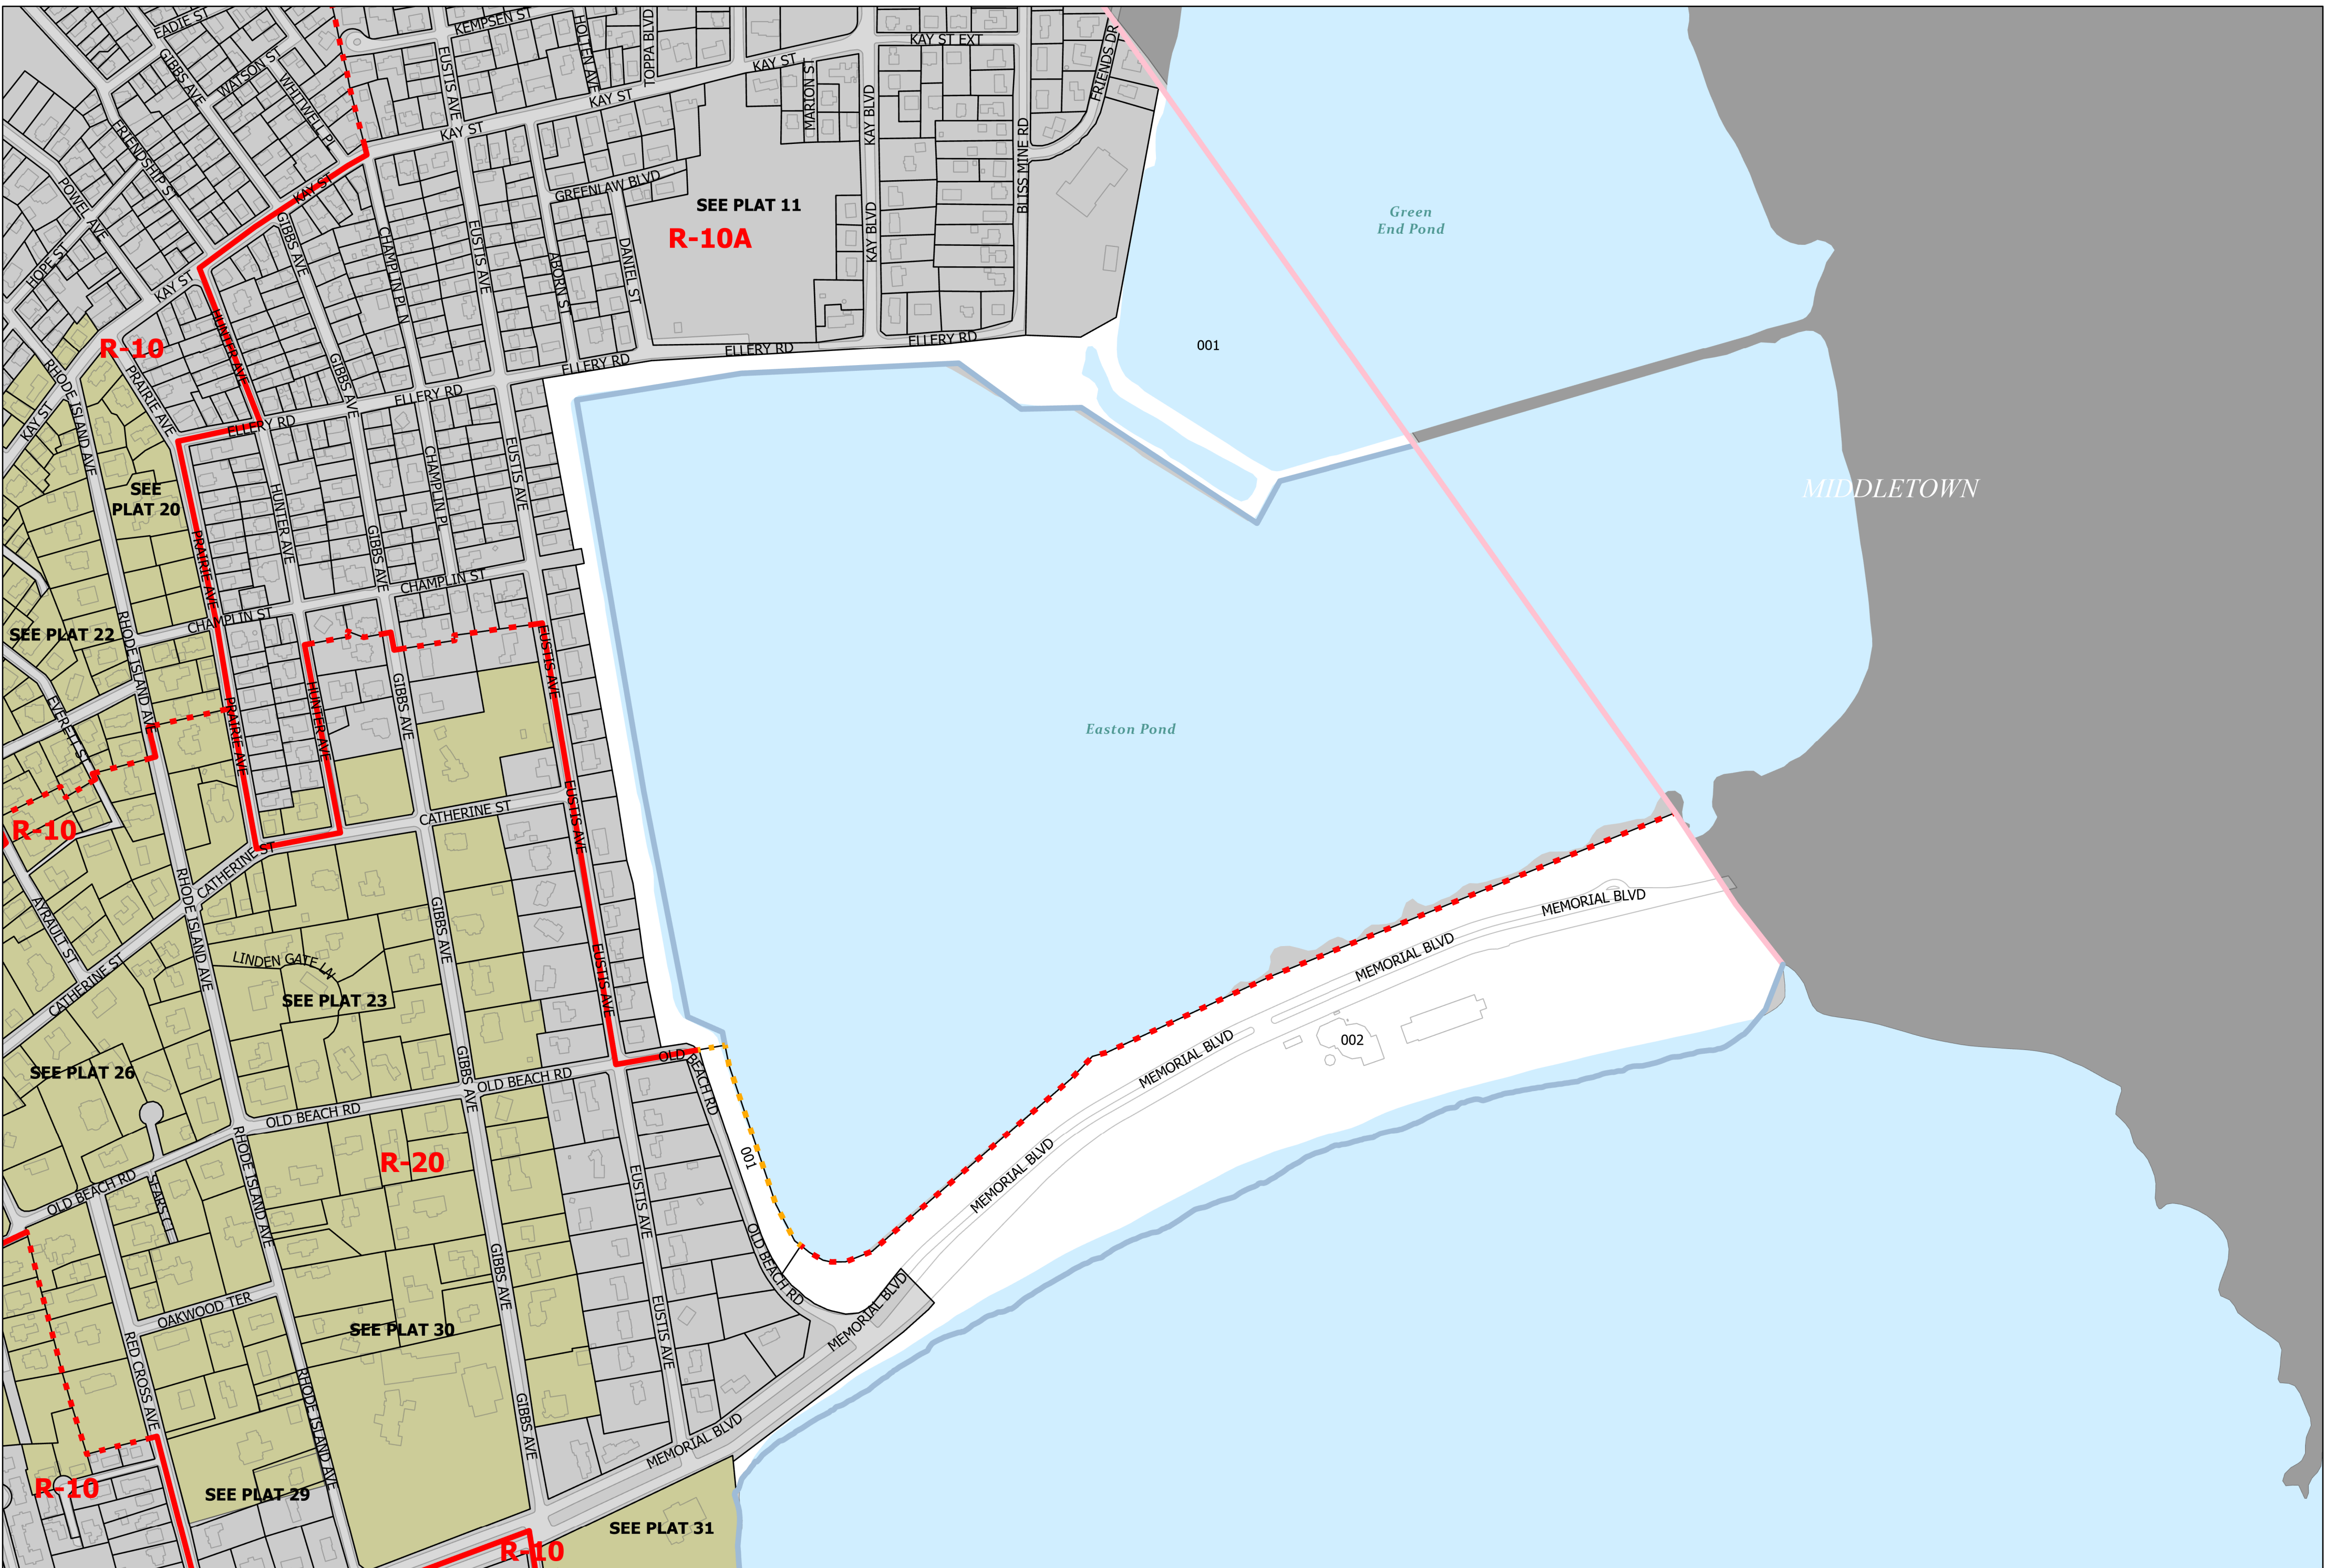 EADIE ST
KEMPSEN ST
GIBBS AVE
WATSON S
WHITWELL PL
EUSTIS AVE
HOLTEN AVE
TOPPA BLVD
KAY ST
KAY ST EXT
FRIENDS DR
MARION ST
KAY ST
KAY BLVD
KAY ST
FRIENDSHIP ST
BLISS MINE RD
POWEL AVE
KAY ST
GREENLAW BLVD
SEE PLAT 11
R-10A
Green
End Pond
HOPE ST
GIBBS AVE
CHAMPLIN PL N
EUSTIS AVE
ABORN ST
DANIEL ST
KAY BLVD
KAY ST
HUNTER AVE
R-10
PRAIRIE AVE
RHODE ISLAND AVE
GIBBS AVE
ELLERY RD
ELLERY RD
ELLERY RD
001
ELLERY RD
ELLERY RD
KAY ST
CHAMPLIN PL
EUSTIS AVE
SEE
PLAT 20
MIDDLETOWN
HUNTER AVE
PRAIRIE AVE
GIBBS AVE
CHAMPLIN ST
CHAMPLIN ST
SEE PLAT 22
RHODE ISLAND AVE
EUSTIS AVE
EVERETT ST
PRAIRIE AVE
HUNTER AVE
GIBBS AVE
Easton Pond
R-10
CATHERINE ST
EUSTIS AVE
CATHERINE ST
AYRAULT ST
RHODE ISLAND AVE
GIBBS AVE
MEMORIAL BLVD
LINDEN GATE LN
CATHERINE ST
EUSTIS AVE
MEMORIAL BLVD
SEE PLAT 23
002
SEE PLAT 26
GIBBS AVE
OLD BEACH RD
MEMORIAL BLVD
OLD BEACH RD
OLD BEACH RD
RHODE ISLAND AVE
R-20
001
MEMORIAL BLVD
OLD BEACH RD
SEARS CT
EUSTIS AVE
OLD BEACH RD
GIBBS AVE
OAKWOOD TER
MEMORIAL BLVD
SEE PLAT 30
EUSTIS AVE
RED CROSS AVE
RHODE ISLAND AVE
GIBBS AVE
MEMORIAL BLVD
R-10
SEE PLAT 29
SEE PLAT 31
R-10